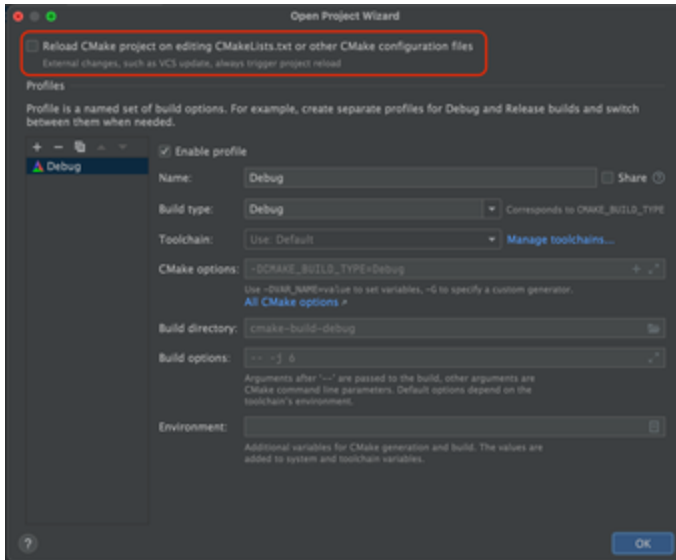 Open Project Wizard
Reload CMake project on editing CMakeLists.txt or other CMake configuration files
External changes, such as VCS update, always trigger project reload
Profiles
Profile is a named set of build options. For example, create separate profiles for Debug and Release builds and switch
between them when needed.
Debug
Enable profile
Name: Debug Share
Build type: Debug Corresponds to CMAKE_BUILD_TYPE
Toolchain: Use: Default Manage toolchains...
CMake options: -DCMAKE_BUILD_TYPE=Debug
Use -DVAR_NAME=value to set variables, -G to specify a custom generator.
All CMake options ↗
Build directory: cmake-build-debug
Build options: -- -j 6
Arguments after '--' are passed to the build, other arguments are
CMake command line parameters. Default options depend on the
toolchain's environment.
Environment:
Additional variables for CMake generation and build. The values are
added to system and toolchain variables.
? OK